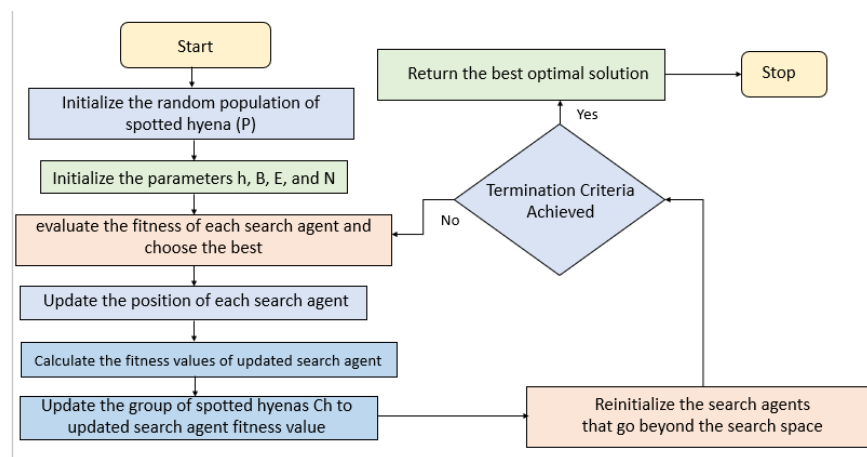 Start
Initialize the random population of
spotted hyena (P)
Initialize the parameters h, B, E, and N
evaluate the fitness of each search agent and
choose the best
Update the position of each search agent
Calculate the fitness values of updated search agent
Update the group of spotted hyenas Ch to
updated search agent fitness value
Reinitialize the search agents
that go beyond the search space
Termination Criteria
Achieved
No
Yes
Return the best optimal solution
Stop